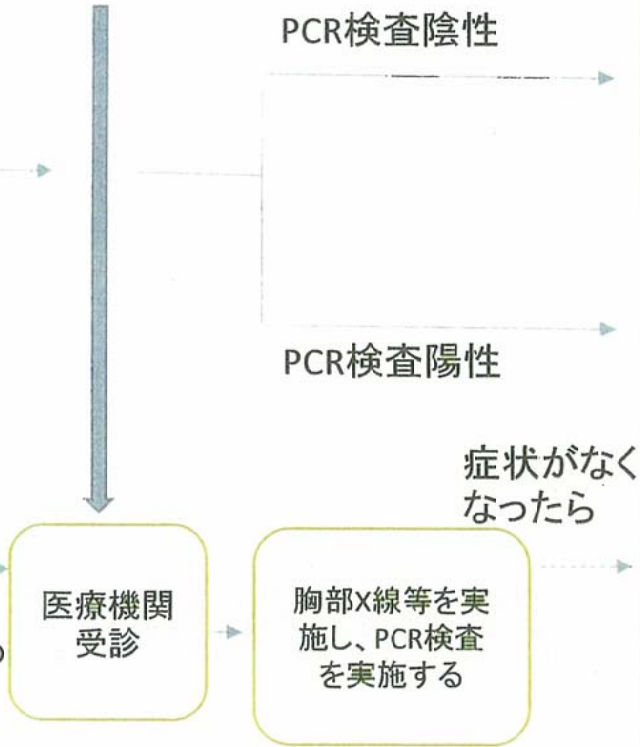 PCR検査陰性
PCR検査陽性
症状がなく
なったら
医療機関
受診
胸部X線等を実
施し、PCR検査
を実施する